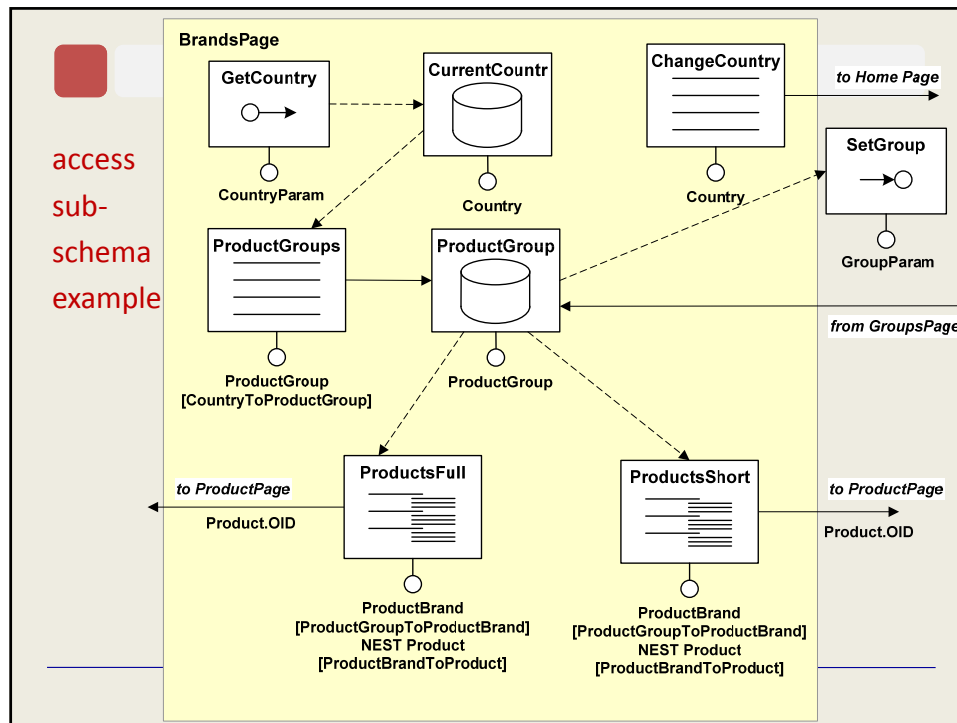 access
sub-
schema
example
BrandsPage
GetCountry
CountryParam
CurrentCountr
Country
ChangeCountry
Country
to Home Page
SetGroup
GroupParam
ProductGroups
ProductGroup
[CountryToProductGroup]
ProductGroup
ProductGroup
from GroupsPage
ProductsFull
to ProductPage
Product.OID
ProductBrand
[ProductGroupToProductBrand]
NEST Product
[ProductBrandToProduct]
ProductsShort
to ProductPage
Product.OID
ProductBrand
[ProductGroupToProductBrand]
NEST Product
[ProductBrandToProduct]